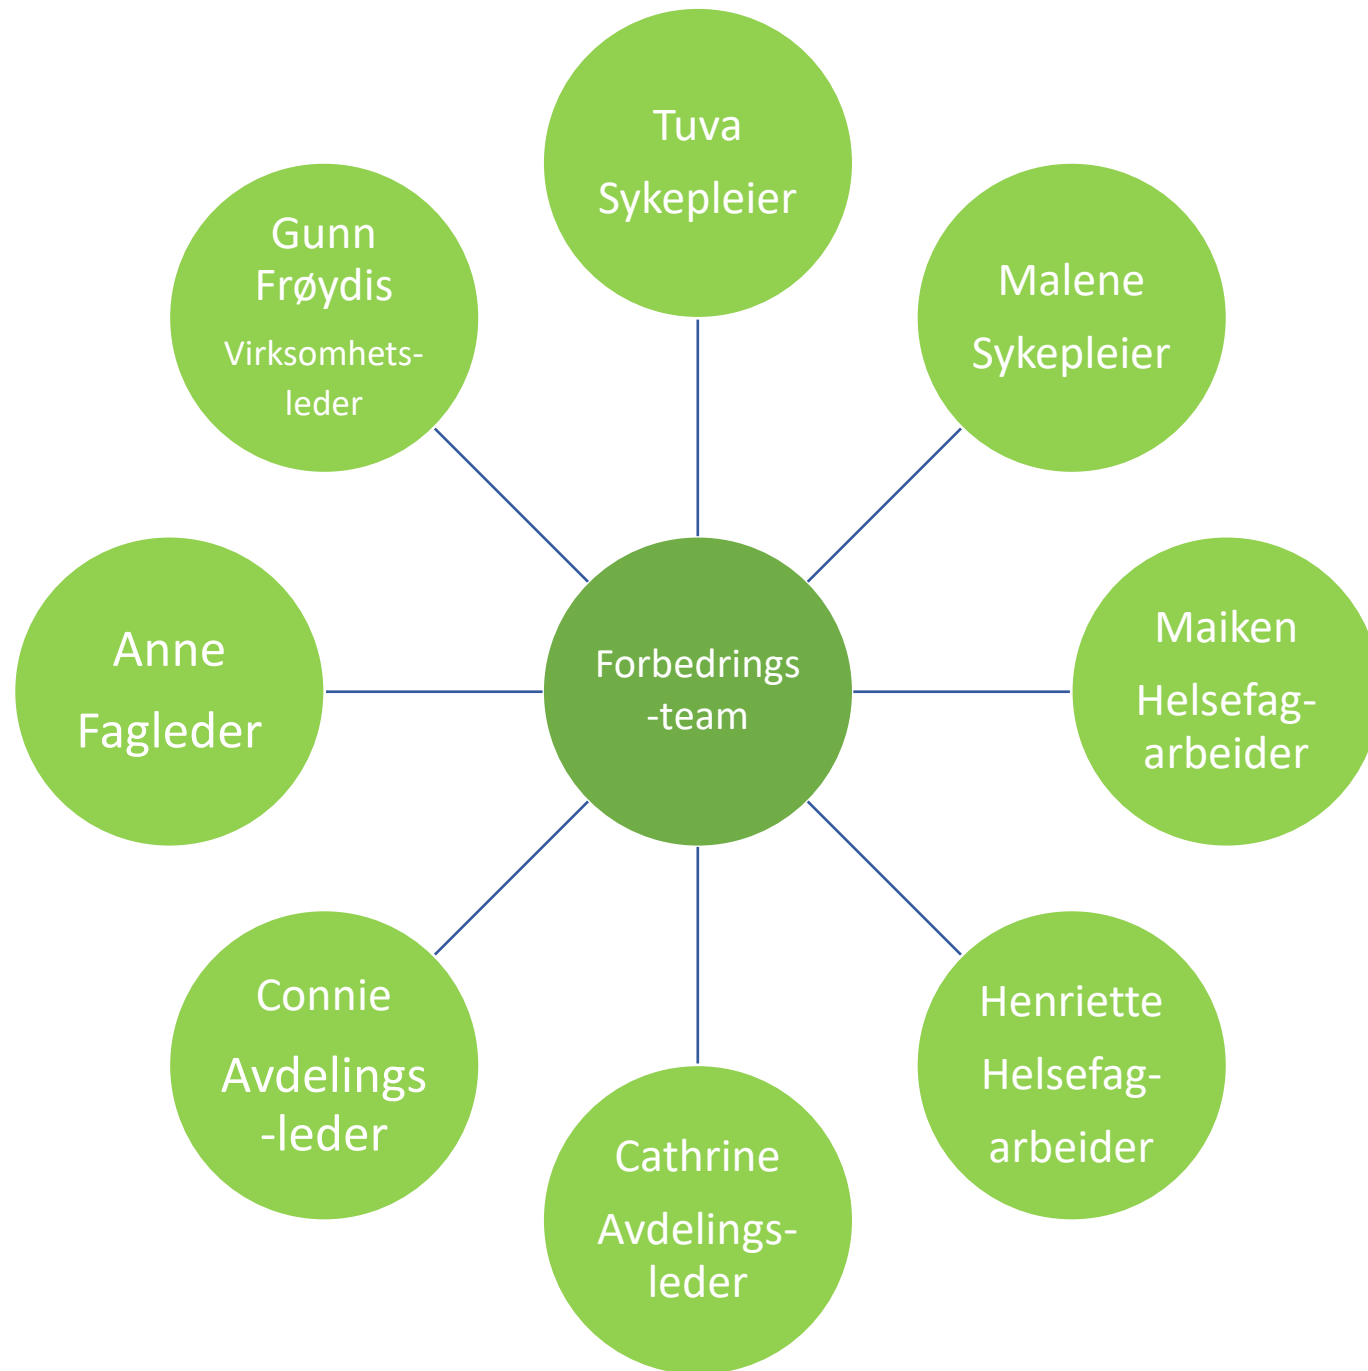 Tuva
Sykepleier
Gunn
Frøydis
Virksomhets-
leder
Malene
Sykepleier
Anne
Fagleder
Forbedrings
-team
Maiken
Helsefag-
arbeider
Connie
Avdelings
-leder
Henriette
Helsefag-
arbeider
Cathrine
Avdelings-
leder